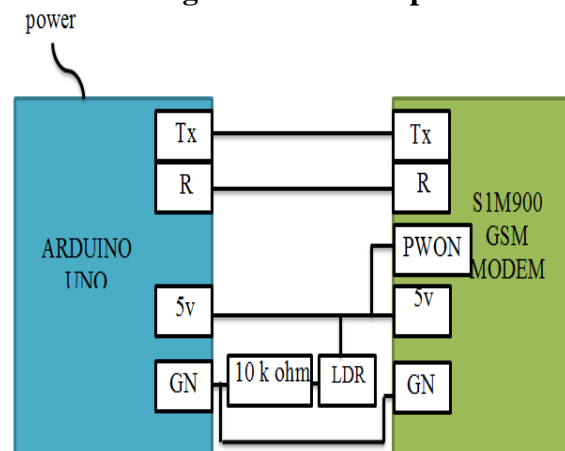 power
Tx
R
ARDUINO
UNO
5v
GN
10 k ohm
LDR
Tx
R
PWON
5v
GN
S1M900
GSM
MODEM